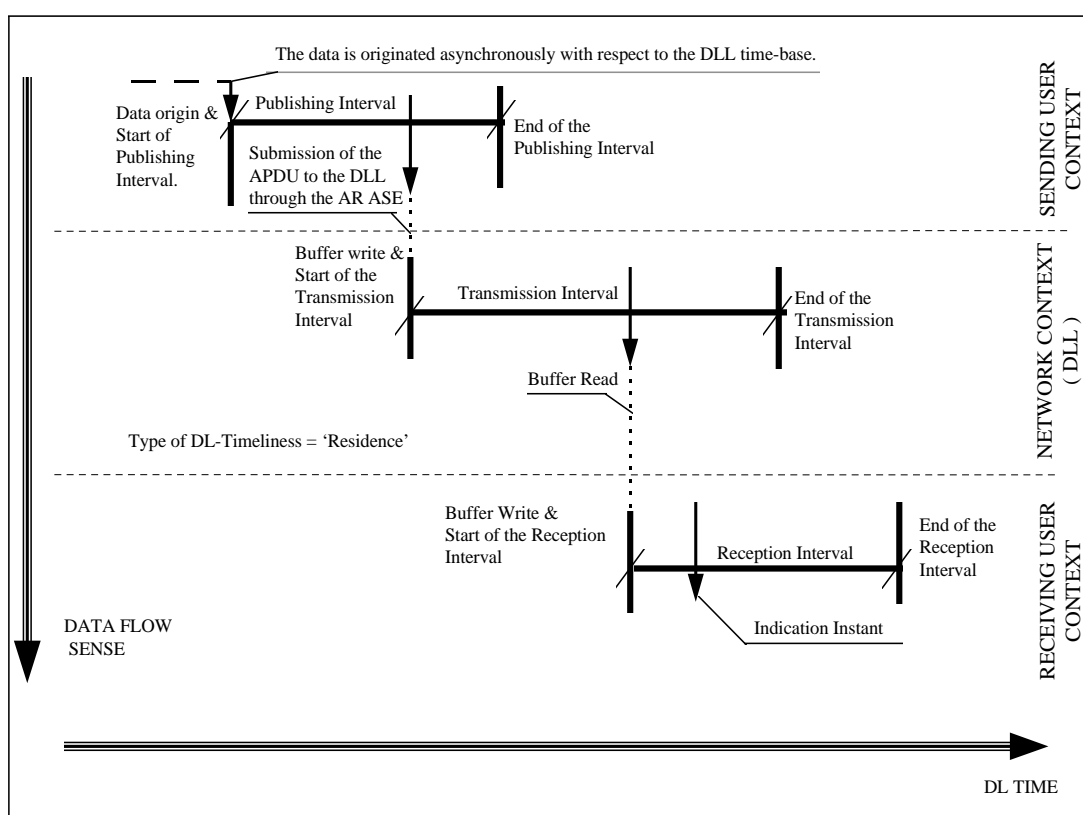 The data is originated asynchronously with respect to the DLL time-base.
Data origin &
Start of
Publishing
Interval.
Publishing Interval
End of the
Publishing Interval
Submission of the
APDU to the DLL
through the AR ASE
SENDING USER
CONTEXT
Buffer write &
Start of the
Transmission
Interval
Transmission Interval
End of the
Transmission
Interval
Buffer Read
Type of DL-Timeliness = ‘Residence’
NETWORK CONTEXT
( DLL )
Buffer Write &
Start of the Reception
Interval
Reception Interval
End of the
Reception
Interval
Indication Instant
RECEIVING USER
CONTEXT
DATA FLOW
SENSE
DL TIME